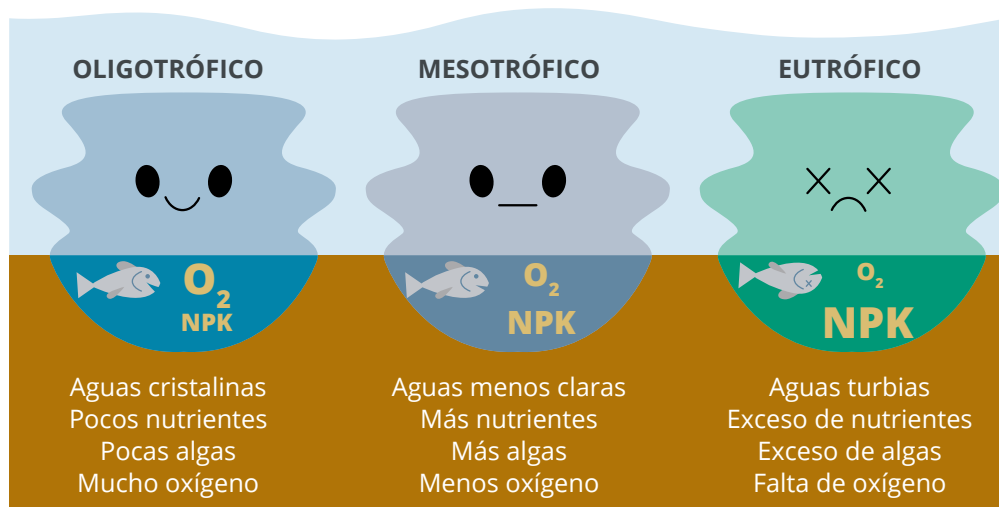 OLIGOTRÓFICO
O2
NPK
Aguas cristalinas
Pocos nutrientes
Pocas algas
Mucho oxígeno
MESOTRÓFICO
O2
NPK
Aguas menos claras
Más nutrientes
Más algas
Menos oxígeno
EUTRÓFICO
O2
NPK
Aguas turbias
Exceso de nutrientes
Exceso de algas
Falta de oxígeno